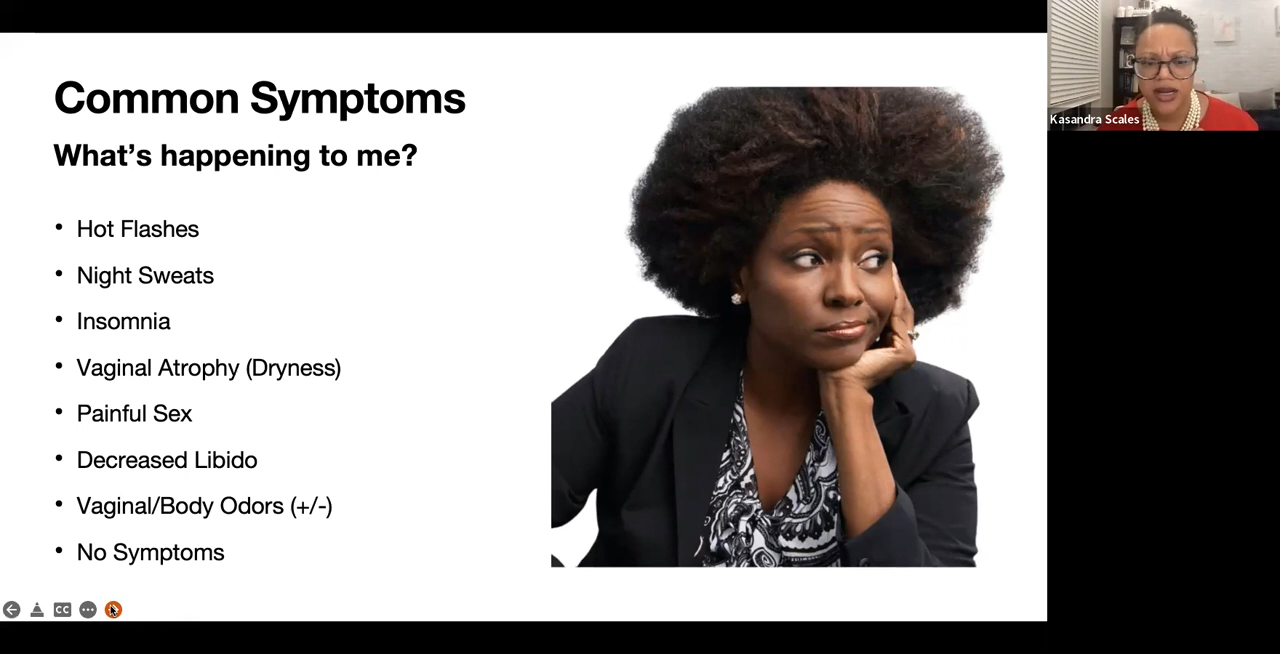 Common Symptoms
What’s happening to me?
• Hot Flashes
• Night Sweats
• Insomnia
• Vaginal Atrophy (Dryness)
• Painful Sex
• Decreased Libido
• Vaginal/Body Odors (+/-)
• No Symptoms
CC
Kasandra Scales